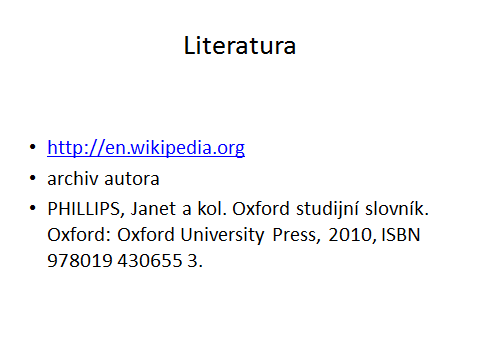 Literatura
• http://en.wikipedia.org
• archiv autora
• PHILLIPS, Janet a kol. Oxford studijní slovník.
Oxford: Oxford University Press, 2010, ISBN
978019 430655 3.